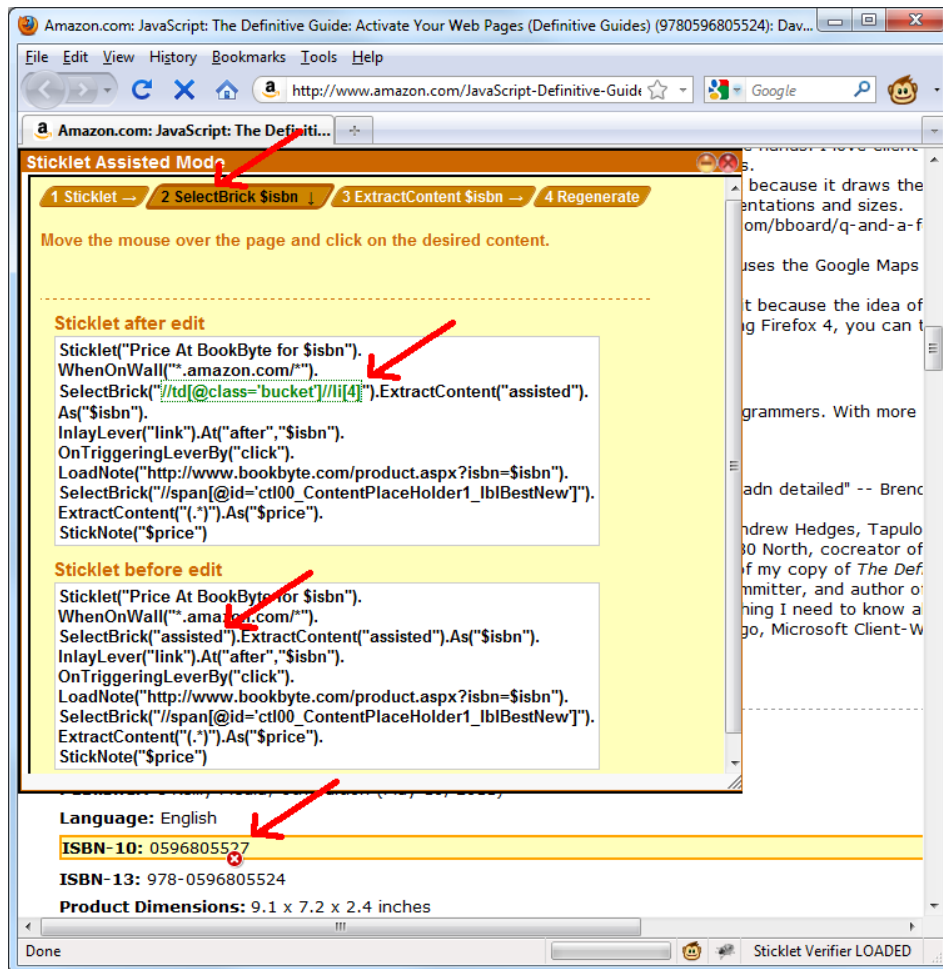 Amazon.com: JavaScript: The Definitive Guide: Activate Your Web Pages (Definitive Guides) (9780596805524): Dav...
File Edit View History Bookmarks Tools Help
http://www.amazon.com/JavaScript-Definitive-Guide
Google
Amazon.com: JavaScript: The Definiti...
Sticklet Assisted Mode
s.
1 Sticklet → 2 SelectBrick $isbn ↓ 3 ExtractContent $isbn → 4 Regenerate
because it draws the
entations and sizes.
om/bboard/q-and-a-f
Move the mouse over the page and click on the desired content.
uses the Google Maps
t because the idea of
g Firefox 4, you can t
Sticklet after edit
Sticklet("Price At BookByte for $isbn").
WhenOnWall("*.amazon.com/*").
SelectBrick("//td[@class='bucket']//li[4]").ExtractContent("assisted").
As("$isbn").
InlayLever("link").At("after","$isbn").
OnTriggeringLeverBy("click").
LoadNote("http://www.bookbyte.com/product.aspx?isbn=$isbn").
SelectBrick("//span[@id='ctl00_ContentPlaceHolder1_lblBestNew']").
ExtractContent("(.*)").As("$price").
StickNote("$price")
grammers. With more
adn detailed" -- Bren
ndrew Hedges, Tapulo
30 North, cocreator of
of my copy of The Def
mmitter, and author o
ning I need to know a
go, Microsoft Client-W
Sticklet before edit
Sticklet("Price At BookByte for $isbn").
WhenOnWall("*.amazon.com/*").
SelectBrick("assisted").ExtractContent("assisted").As("$isbn").
InlayLever("link").At("after","$isbn").
OnTriggeringLeverBy("click").
LoadNote("http://www.bookbyte.com/product.aspx?isbn=$isbn").
SelectBrick("//span[@id='ctl00_ContentPlaceHolder1_lblBestNew']").
ExtractContent("(.*)").As("$price").
StickNote("$price")
Language: English
ISBN-10: 0596805527
ISBN-13: 978-0596805524
Product Dimensions: 9.1 x 7.2 x 2.4 inches
Done
Sticklet Verifier LOADED